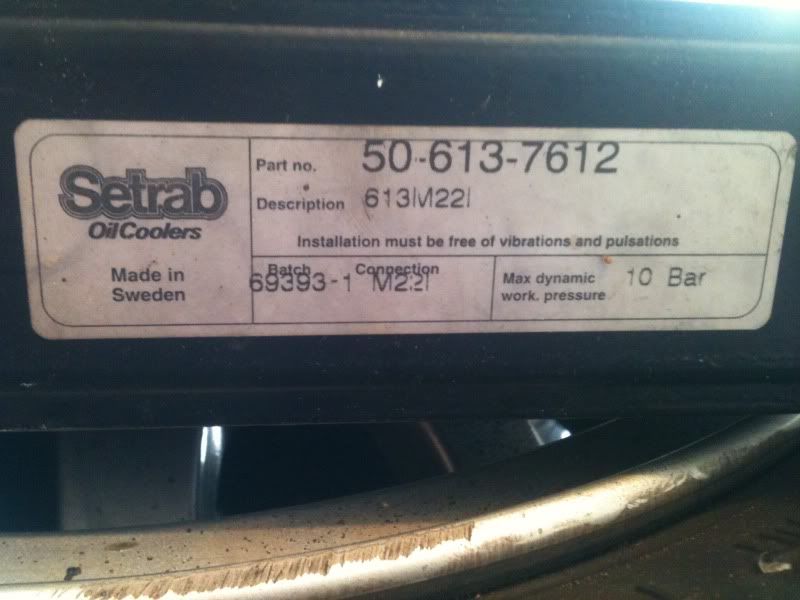 Setrab
Oil Coolers
Made in
Sweden
Part no. 50-613-7612
Description 613M22I
Installation must be free of vibrations and pulsations
Batch Connection
69393-1 M22I
Max dynamic
work. pressure 10 Bar